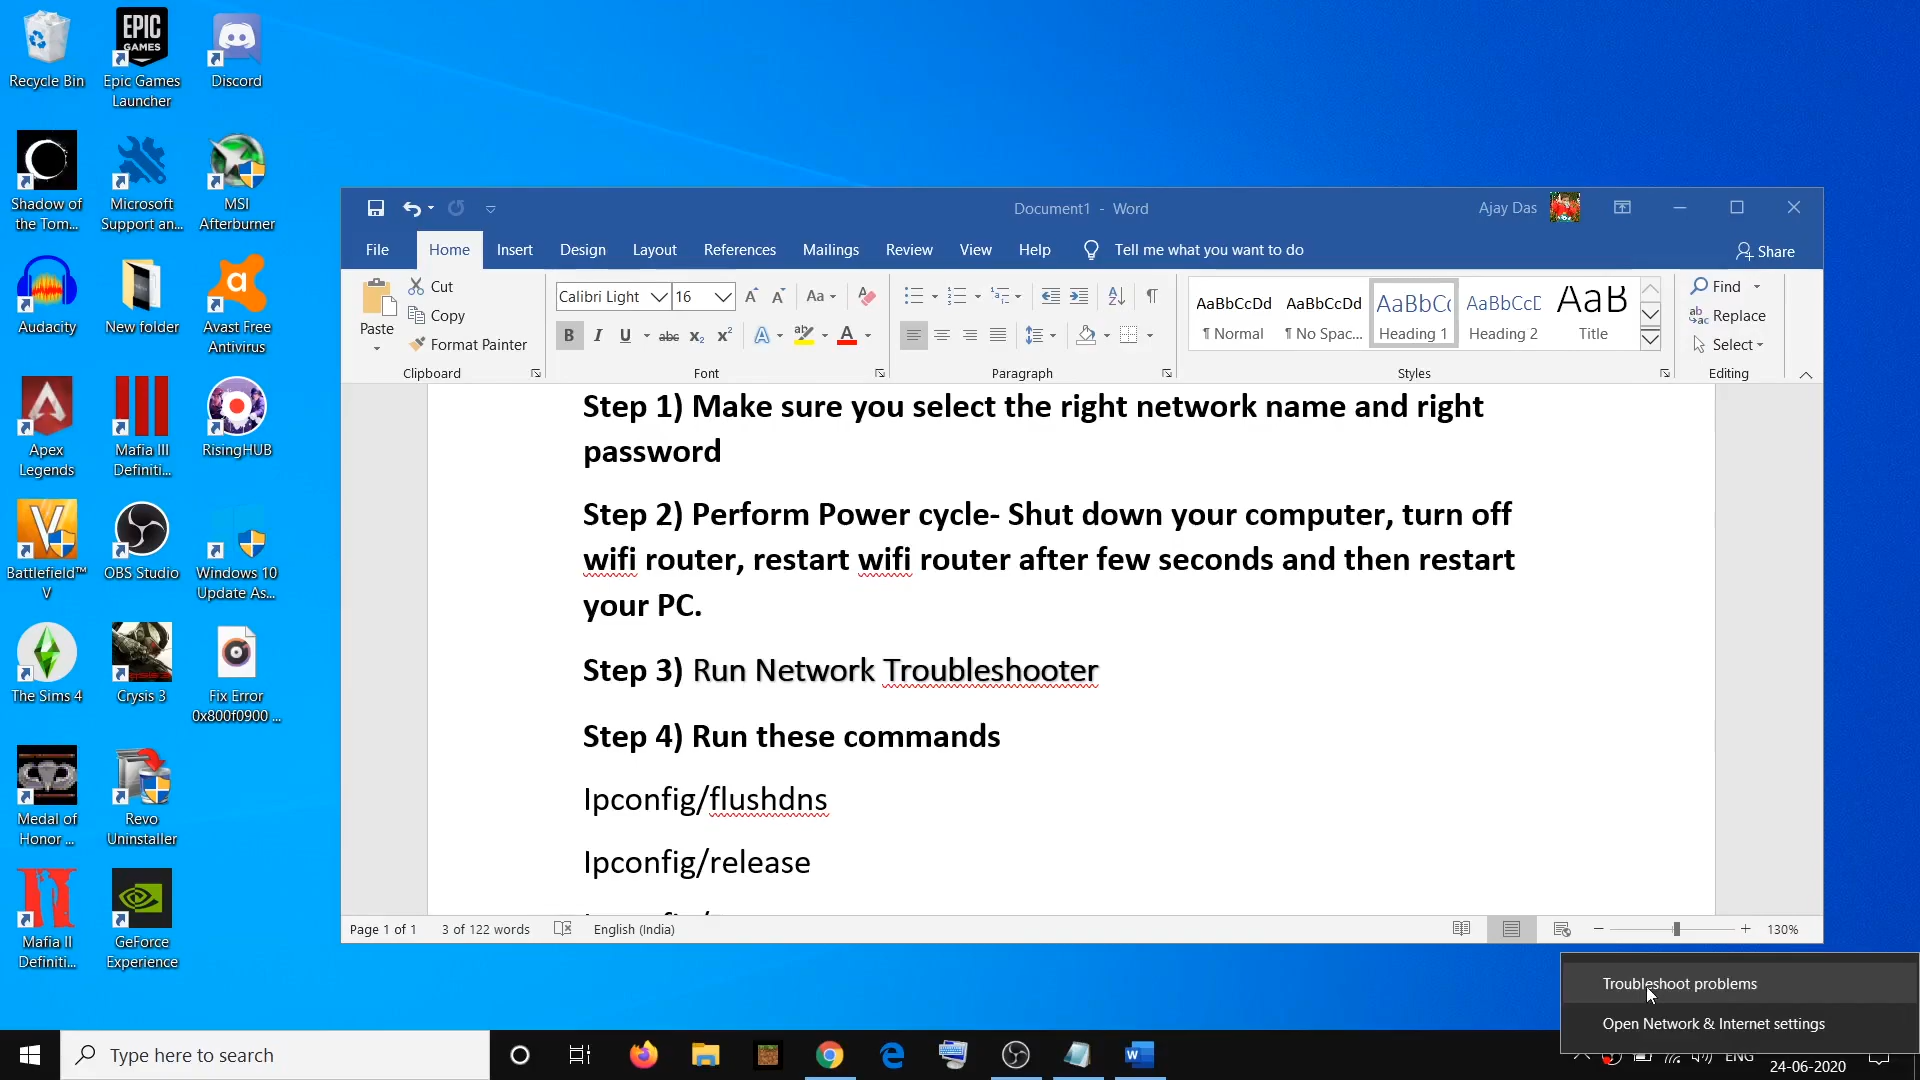 Recycle Bin
EPIC GAMES
Epic Games Launcher
Discord
Shadow of the Tom...
Microsoft Support an...
MSI Afterburner
Audacity
New folder
Avast Free Antivirus
Apex Legends
Mafia III Definiti...
RisingHUB
Battlefield™ V
OBS Studio
Windows 10 Update As...
The Sims 4
Crysis 3
Fix Error 0x800f0900 ...
Medal of Honor ...
Revo Uninstaller
Mafia II Definiti...
GeForce Experience
Document1 - Word
Ajay Das
File Home Insert Design Layout References Mailings Review View Help Tell me what you want to do Share
Paste Cut Copy Format Painter Clipboard
Calibri Light 16 Font
Paragraph
AaBbCcDd AaBbCcDd AaBbC( AaBbCcE AaB
¶ Normal ¶ No Spac... Heading 1 Heading 2 Title
Styles
Find Replace Select Editing
Step 1) Make sure you select the right network name and right
password
Step 2) Perform Power cycle- Shut down your computer, turn off
wifi router, restart wifi router after few seconds and then restart
your PC.
Step 3) Run Network Troubleshooter
Step 4) Run these commands
Ipconfig/flushdns
Ipconfig/release
Page 1 of 1 3 of 122 words English (India) 130%
Troubleshoot problems
Open Network & Internet settings
Type here to search
ENG
24-06-2020